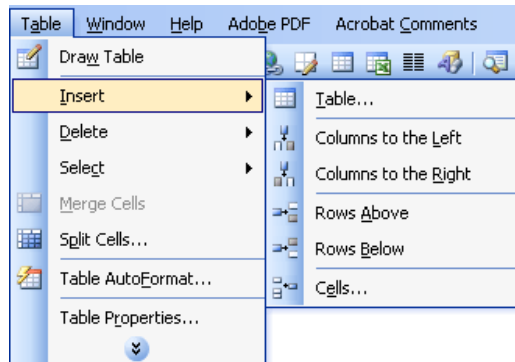 Table Window Help Adobe PDF Acrobat Comments
Draw Table
Insert
Delete
Select
Merge Cells
Split Cells...
Table AutoFormat...
Table Properties...
Table...
Columns to the Left
Columns to the Right
Rows Above
Rows Below
Cells...